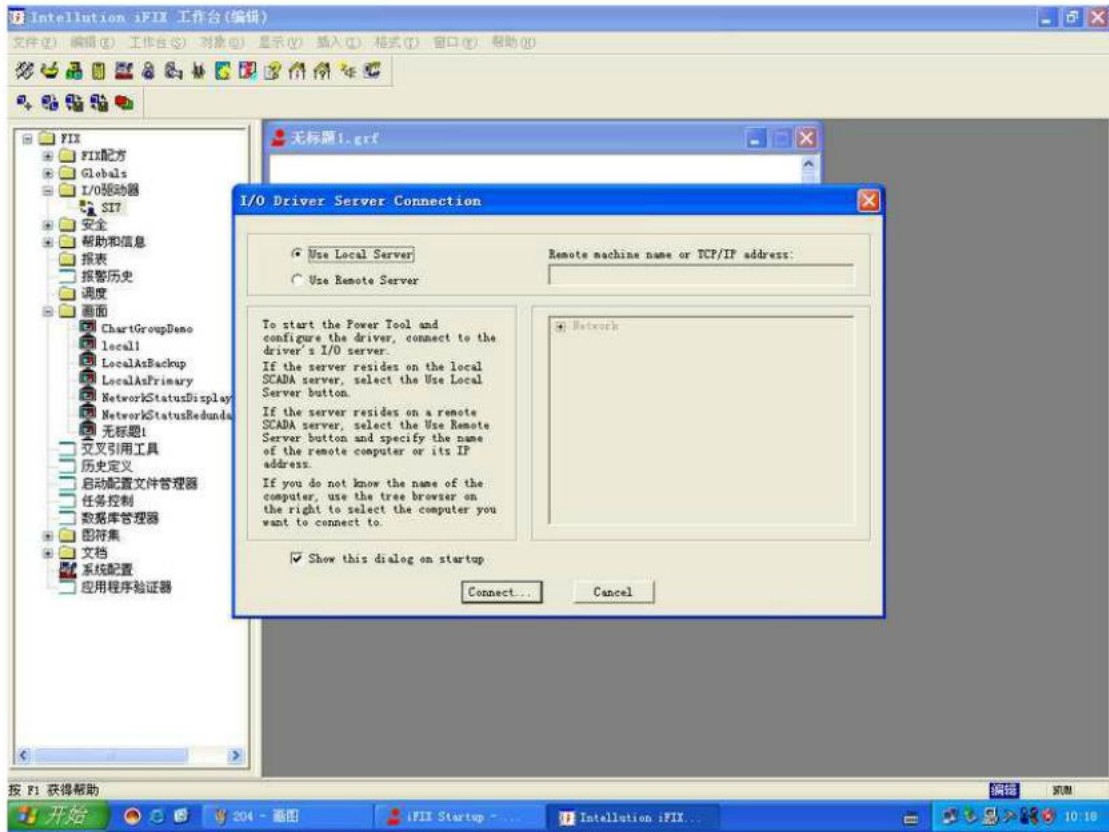 Intellution iFIX 工作台(编辑)
文件(F) 编辑(E) 工作台(S) 对象(O) 显示(V) 插入(I) 格式(T) 窗口(W) 帮助(H)
FIX
FIX配方
Globals
I/O驱动器
SI7
安全
帮助和信息
报表
报警历史
调度
画面
ChartGroupDemo
local1
LocalAsBackup
LocalAsPrimary
NetworkStatusDisplay
NetworkStatusRedunda
无标题1
交叉引用工具
历史定义
启动配置文件管理器
任务控制
数据库管理器
图符集
文档
系统配置
应用程序验证器
无标题1.grf
I/O Driver Server Connection
Use Local Server
Use Remote Server
Remote machine name or TCP/IP address:
To start the Power Tool and
configure the driver, connect to the
driver's I/O server.
If the server resides on the local
SCADA server, select the Use Local
Server button.
If the server resides on a remote
SCADA server, select the Use Remote
Server button and specify the name
of the remote computer or its IP
address.
If you do not know the name of the
computer, use the tree browser on
the right to select the computer you
want to connect to.
Network
Show this dialog on startup
Connect...
Cancel
按 F1 获得帮助
编辑
NUM
开始
204 - 画图
iFIX Startup - ...
Intellution iFIX...
10:18